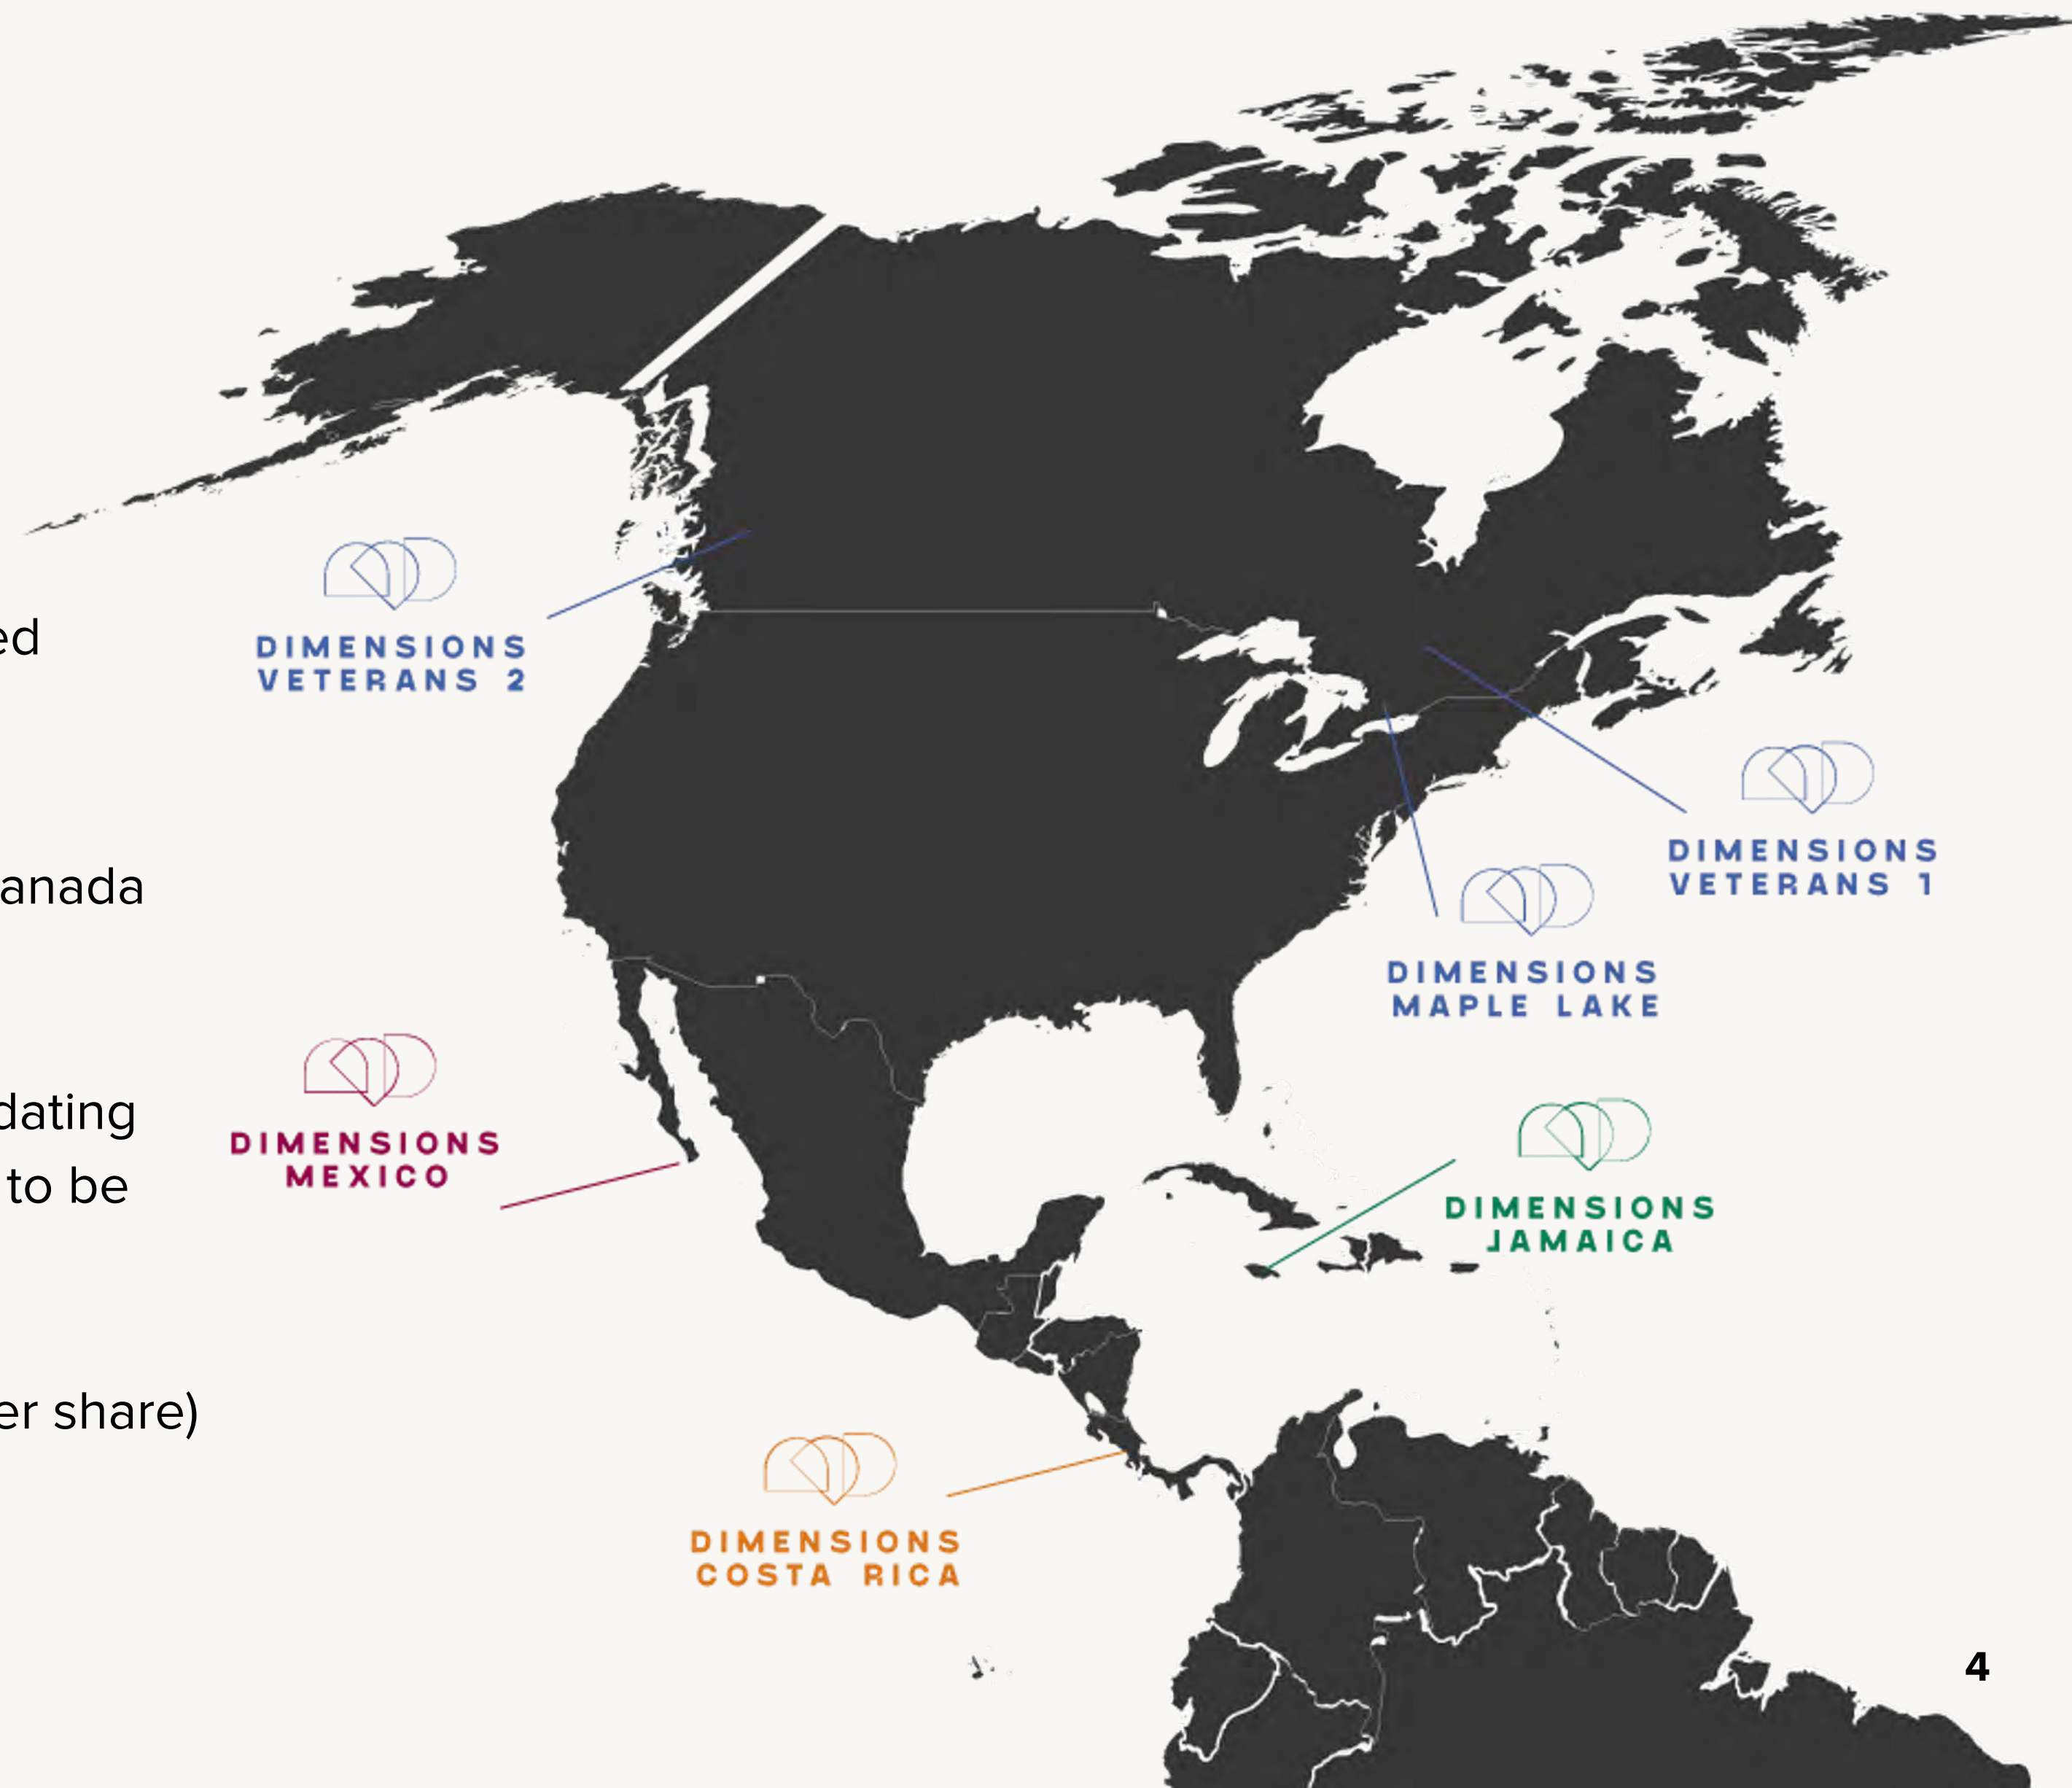 ed
anada
dating
to be
er share)
DIMENSIONS
VETERANS 2
DIMENSIONS
VETERANS 1
DIMENSIONS
MAPLE LAKE
DIMENSIONS
MEXICO
DIMENSIONS
JAMAICA
DIMENSIONS
COSTA RICA
4